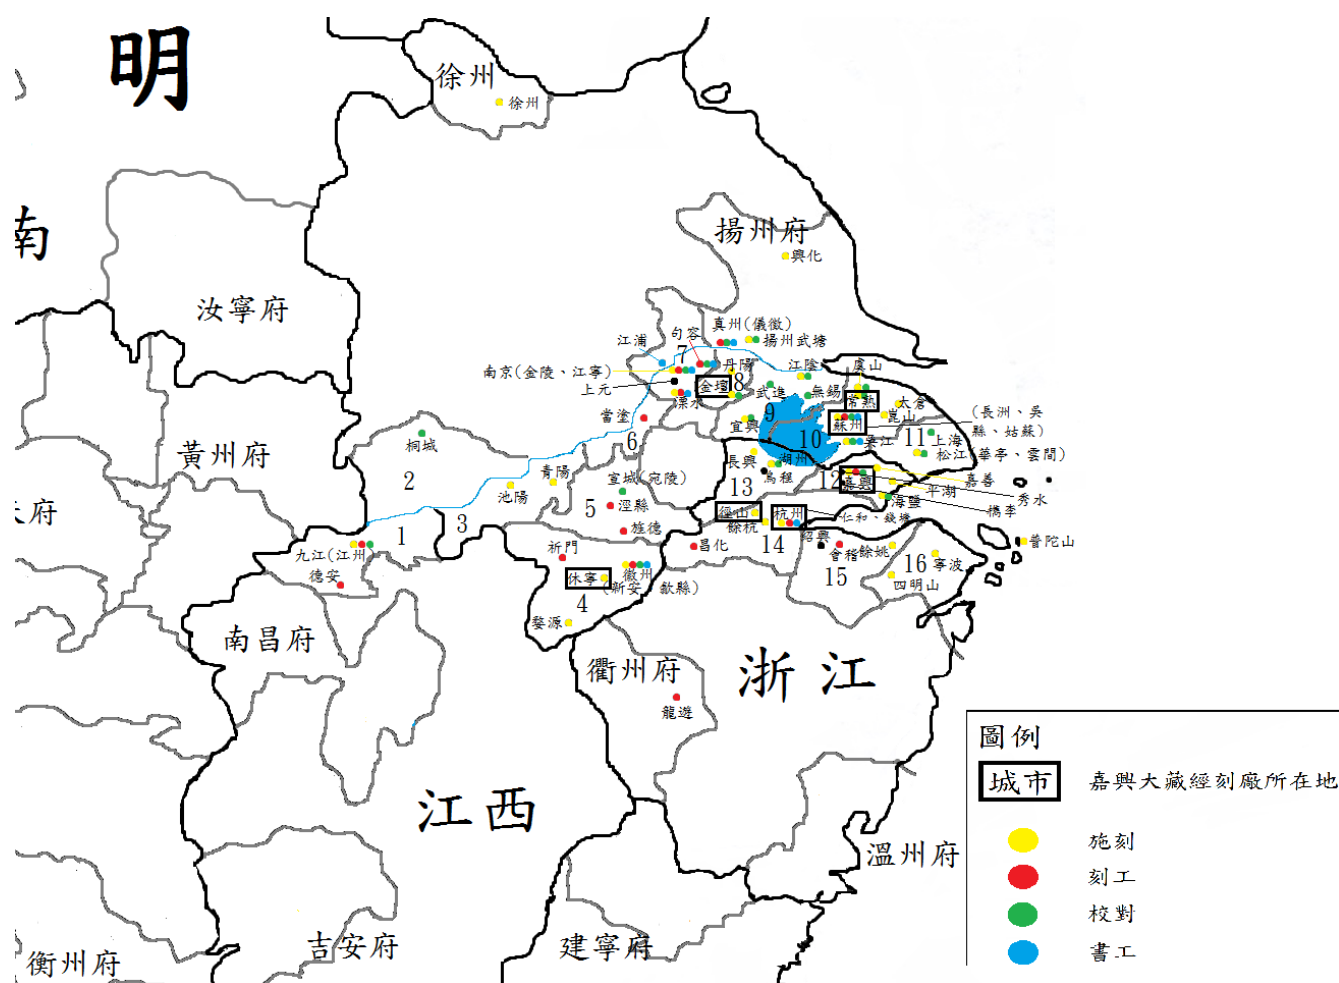 明
徐州
徐州
南
揚州府
興化
汝寧府
真州(儀徵)
句容
揚州武塘
江浦
7
丹陽
江陰
虞山
南京(金陵、江寧)
金壇
8
上元
武進
無錫
常熟
太倉
溧水
(長洲、吳
縣、姑蘇)
當塗
宜興
9
蘇州
崑山
桐城
6
10
吳江
11
上海
松江(華亭、雲間)
黃州府
長興
湖州
烏程
2
青陽
宣城(宛陵)
12
嘉興
嘉善
池陽
13
平湖
秀水
府
5
涇縣
海鹽
檇李
徑山
杭州
仁和、錢塘
餘杭
1
3
旌德
14
紹興
九江(江州)
祈門
昌化
會稽
餘姚
普陀山
德安
休寧
徽州
(新安、歙縣)
15
16
寧波
四明山
4
婺源
南昌府
衢州府
浙江
龍遊
圖例
城市
嘉興大藏經刻廠所在地
江西
施刻
溫州府
刻工
校對
吉安府
建寧府
書工
衡州府